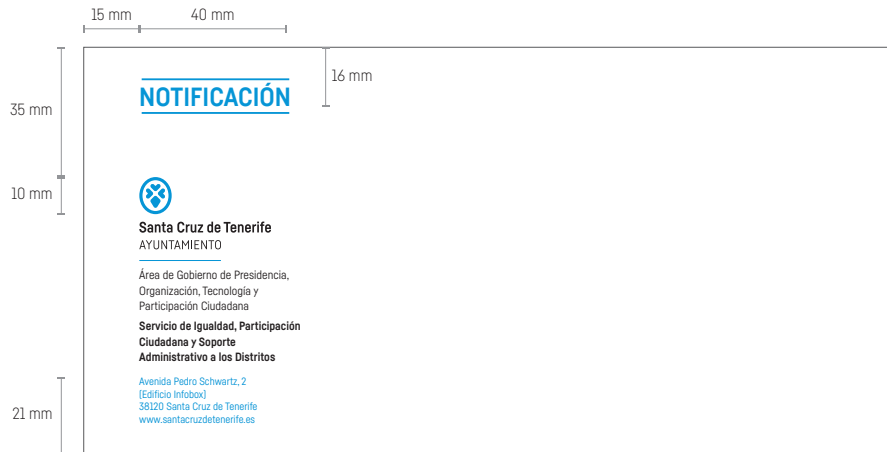 15 mm
40 mm
16 mm
35 mm
NOTIFICACIÓN
10 mm
Santa Cruz de Tenerife
AYUNTAMIENTO
Área de Gobierno de Presidencia,
Organización, Tecnología y
Participación Ciudadana
Servicio de Igualdad, Participación
Ciudadana y Soporte
Administrativo a los Distritos
Avenida Pedro Schwartz, 2
[Edificio Infobox]
38120 Santa Cruz de Tenerife
www.santacruzdetenerife.es
21 mm